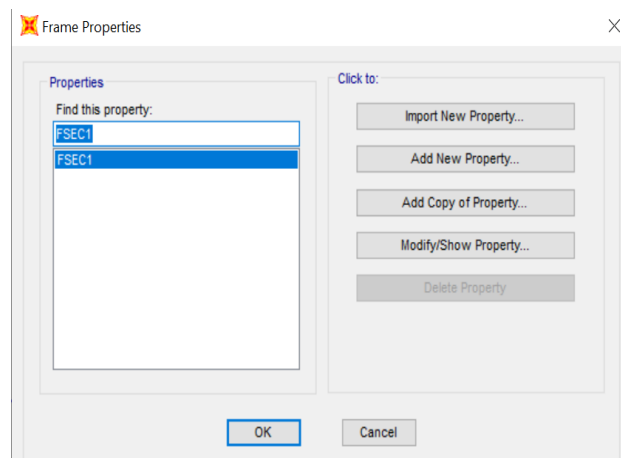 Frame Properties
Properties
Find this property:
FSEC1
FSEC1
Click to:
Import New Property...
Add New Property...
Add Copy of Property...
Modify/Show Property...
Delete Property
OK
Cancel